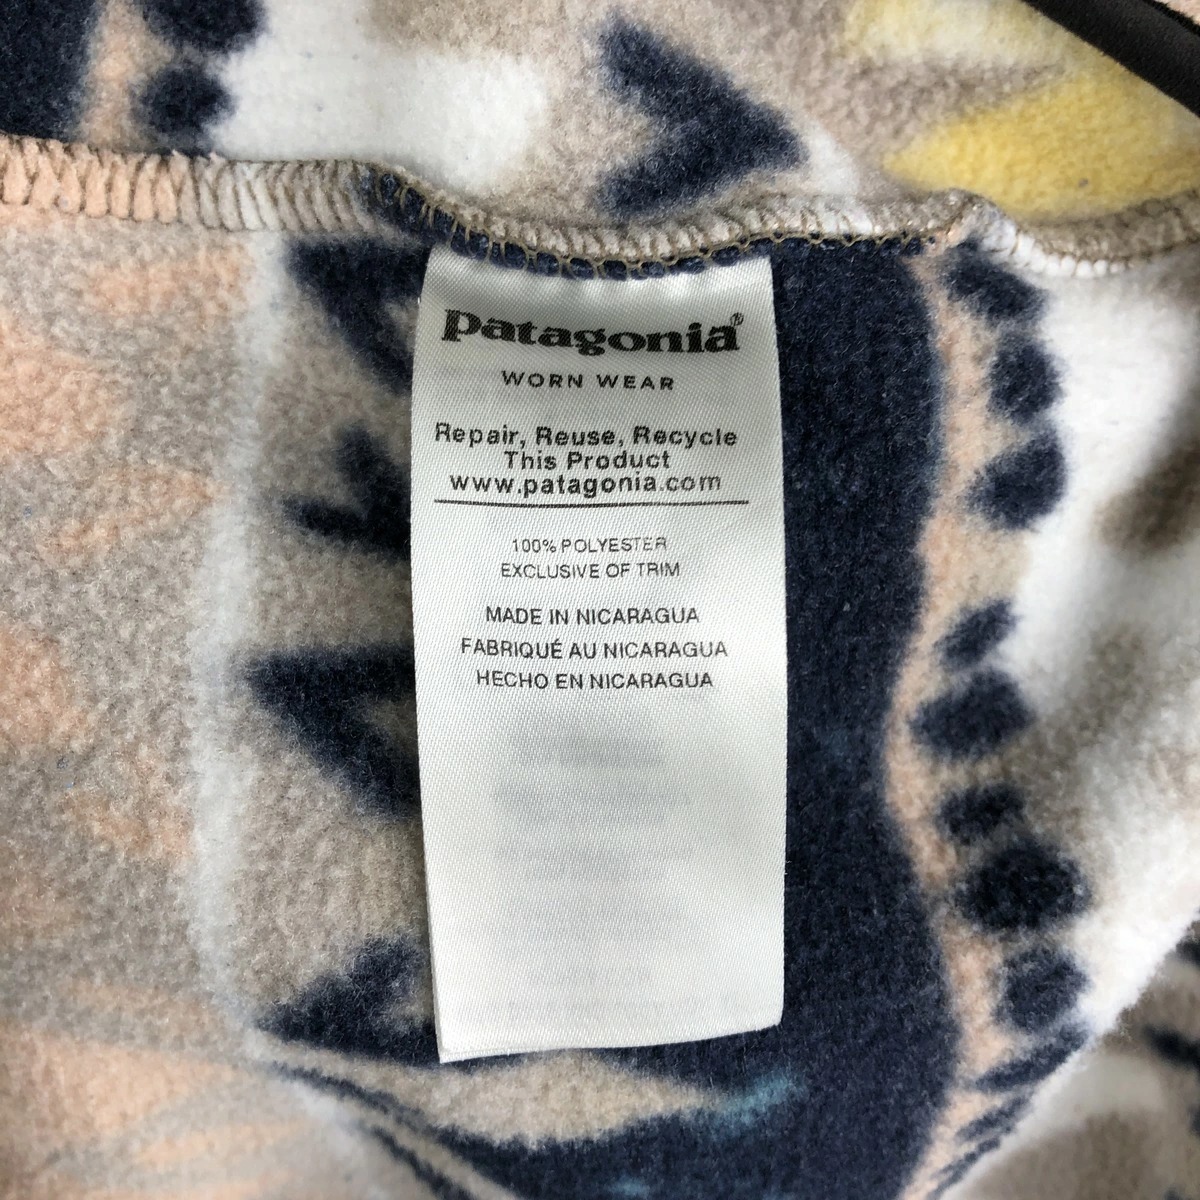 patagonia®
WORN WEAR
Repair, Reuse, Recycle
This Product
www.patagonia.com
100% POLYESTER
EXCLUSIVE OF TRIM
MADE IN NICARAGUA
FABRIQUÉ AU NICARAGUA
HECHO EN NICARAGUA